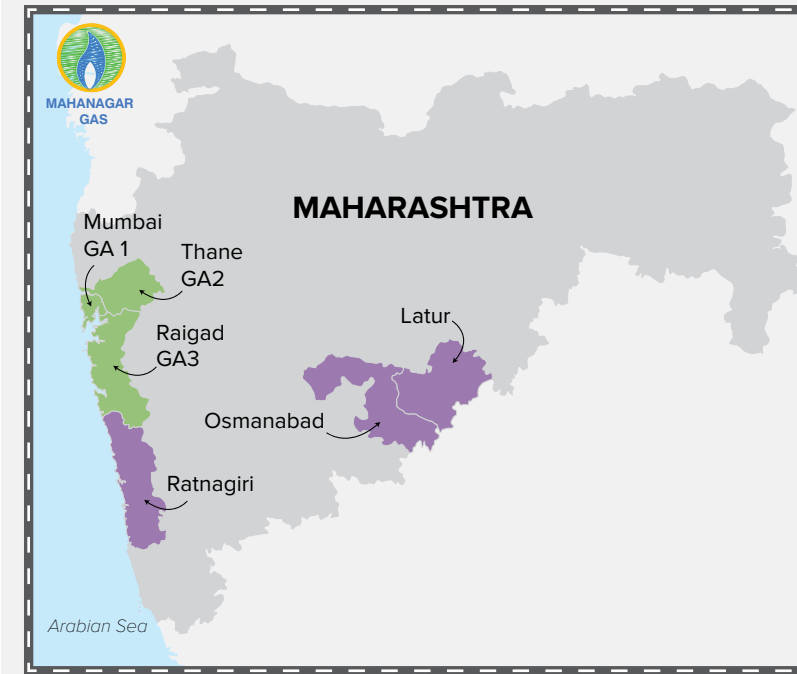 MAHANAGAR
GAS
MAHARASHTRA
Mumbai
GA 1
Thane
GA2
Raigad
GA3
Latur
Osmanabad
Ratnagiri
Arabian Sea